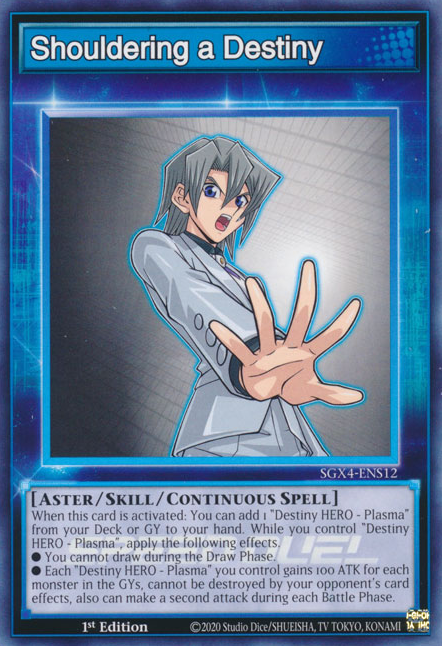 Shouldering a Destiny
SGX4-ENS12
[ASTER/SKILL/CONTINUOUS SPELL]
When this card is activated: You can add 1 "Destiny HERO - Plasma"
from your Deck or GY to your hand. While you control "Destiny
HERO - Plasma", apply the following effects.
● You cannot draw during the Draw Phase.
● Each "Destiny HERO - Plasma" you control gains 100 ATK for each
monster in the GYs, cannot be destroyed by your opponent's card
effects, also can make a second attack during each Battle Phase.
1st Edition
©2020 Studio Dice/SHUEISHA, TV TOKYO, KONAMI